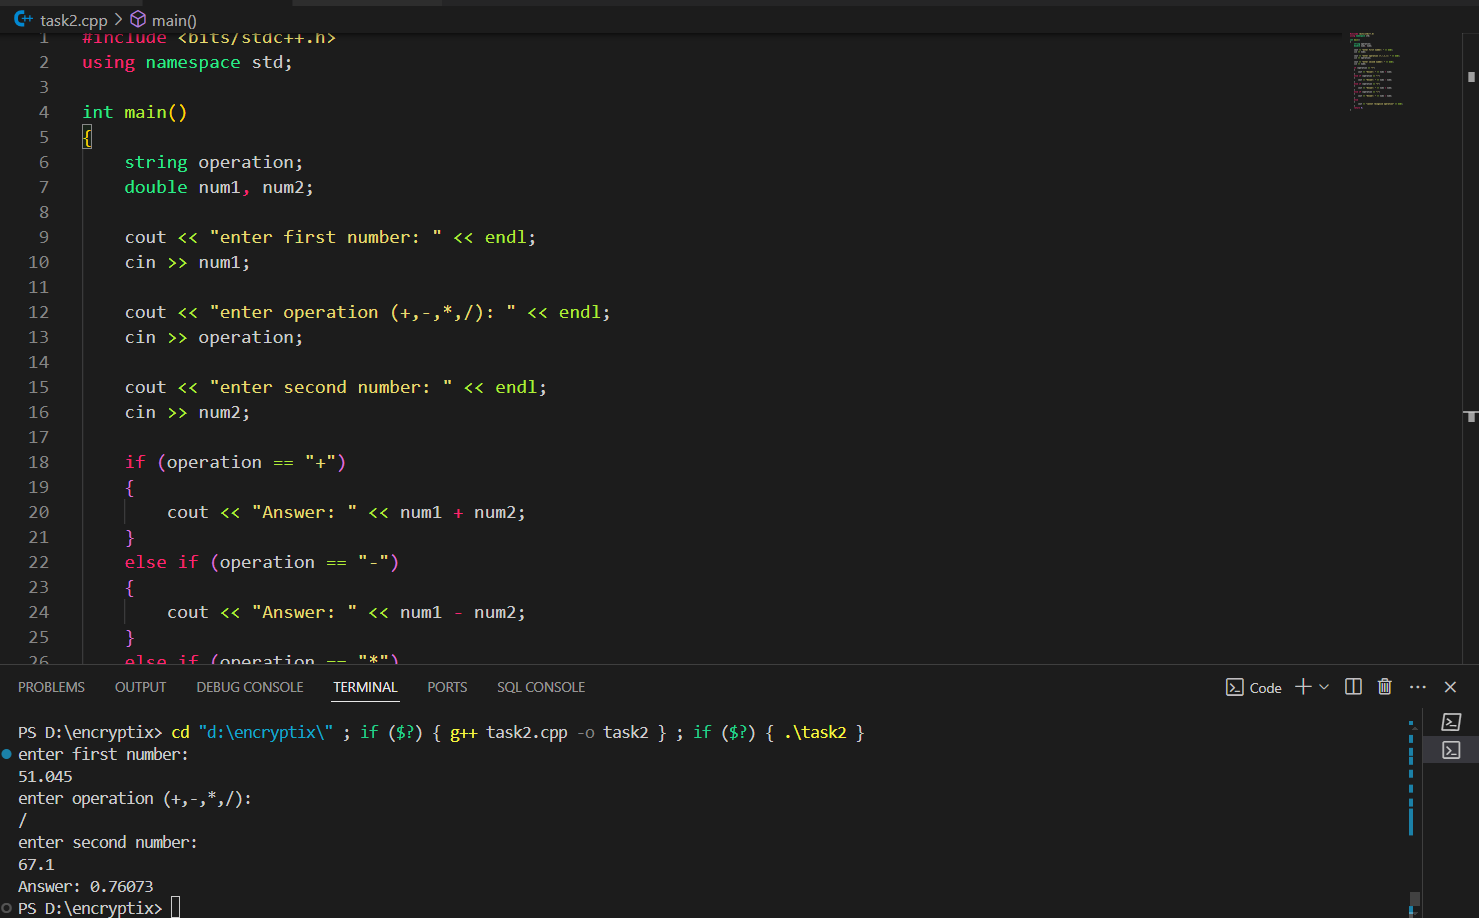 task2.cpp > main()
1 #include <bits/stdc++.h>
2 using namespace std;
3
4 int main()
5 {
6 string operation;
7 double num1, num2;
8
9 cout << "enter first number: " << endl;
10 cin >> num1;
11
12 cout << "enter operation (+,-,*,/): " << endl;
13 cin >> operation;
14
15 cout << "enter second number: " << endl;
16 cin >> num2;
17
18 if (operation == "+")
19 {
20 cout << "Answer: " << num1 + num2;
21 }
22 else if (operation == "-")
23 {
24 cout << "Answer: " << num1 - num2;
25 }
26 else if (operation == "*")
PROBLEMS OUTPUT DEBUG CONSOLE TERMINAL PORTS SQL CONSOLE Code
PS D:\encryptix> cd "d:\encryptix\" ; if ($?) { g++ task2.cpp -o task2 } ; if ($?) { .\task2 }
enter first number:
51.045
enter operation (+,-,*,/):
/
enter second number:
67.1
Answer: 0.76073
PS D:\encryptix>